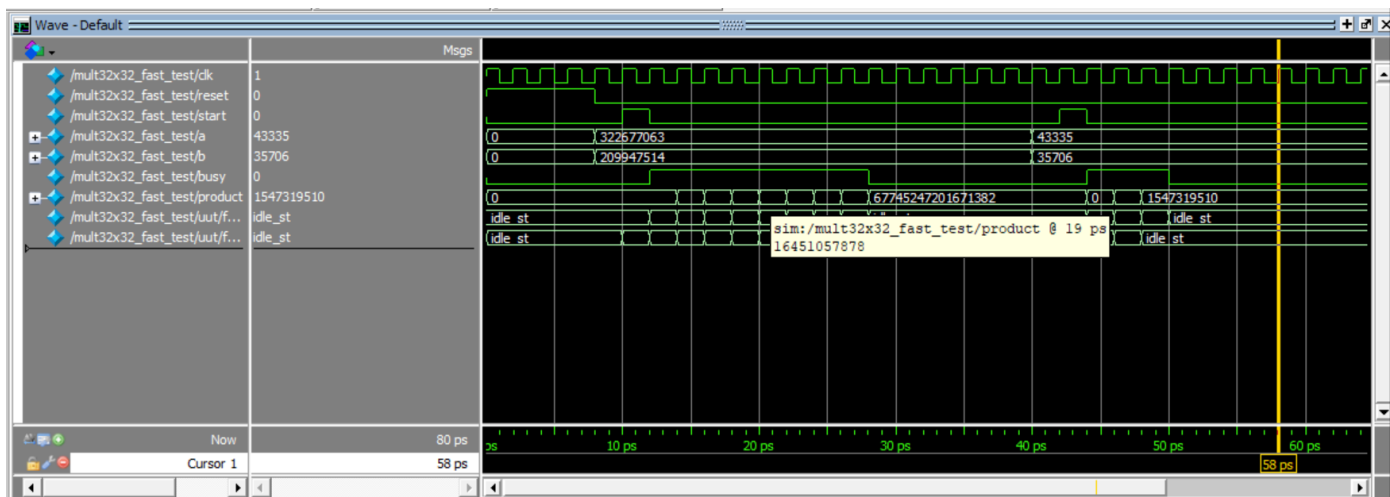 Wave - Default
Msgs
/mult32x32_fast_test/clk 1
/mult32x32_fast_test/reset 0
/mult32x32_fast_test/start 0
/mult32x32_fast_test/a 43335 0 322677063 43335
/mult32x32_fast_test/b 35706 0 209947514 35706
/mult32x32_fast_test/busy 0
/mult32x32_fast_test/product 1547319510 0 67745247201671382 0 1547319510
/mult32x32_fast_test/uut/f... idle_st idle_st idle_st
/mult32x32_fast_test/uut/f... idle_st idle_st idle_st
sim:/mult32x32_fast_test/product @ 19 ps
16451057878
Now 80 ps ps 10 ps 20 ps 30 ps 40 ps 50 ps 60 ps
Cursor 1 58 ps 58 ps